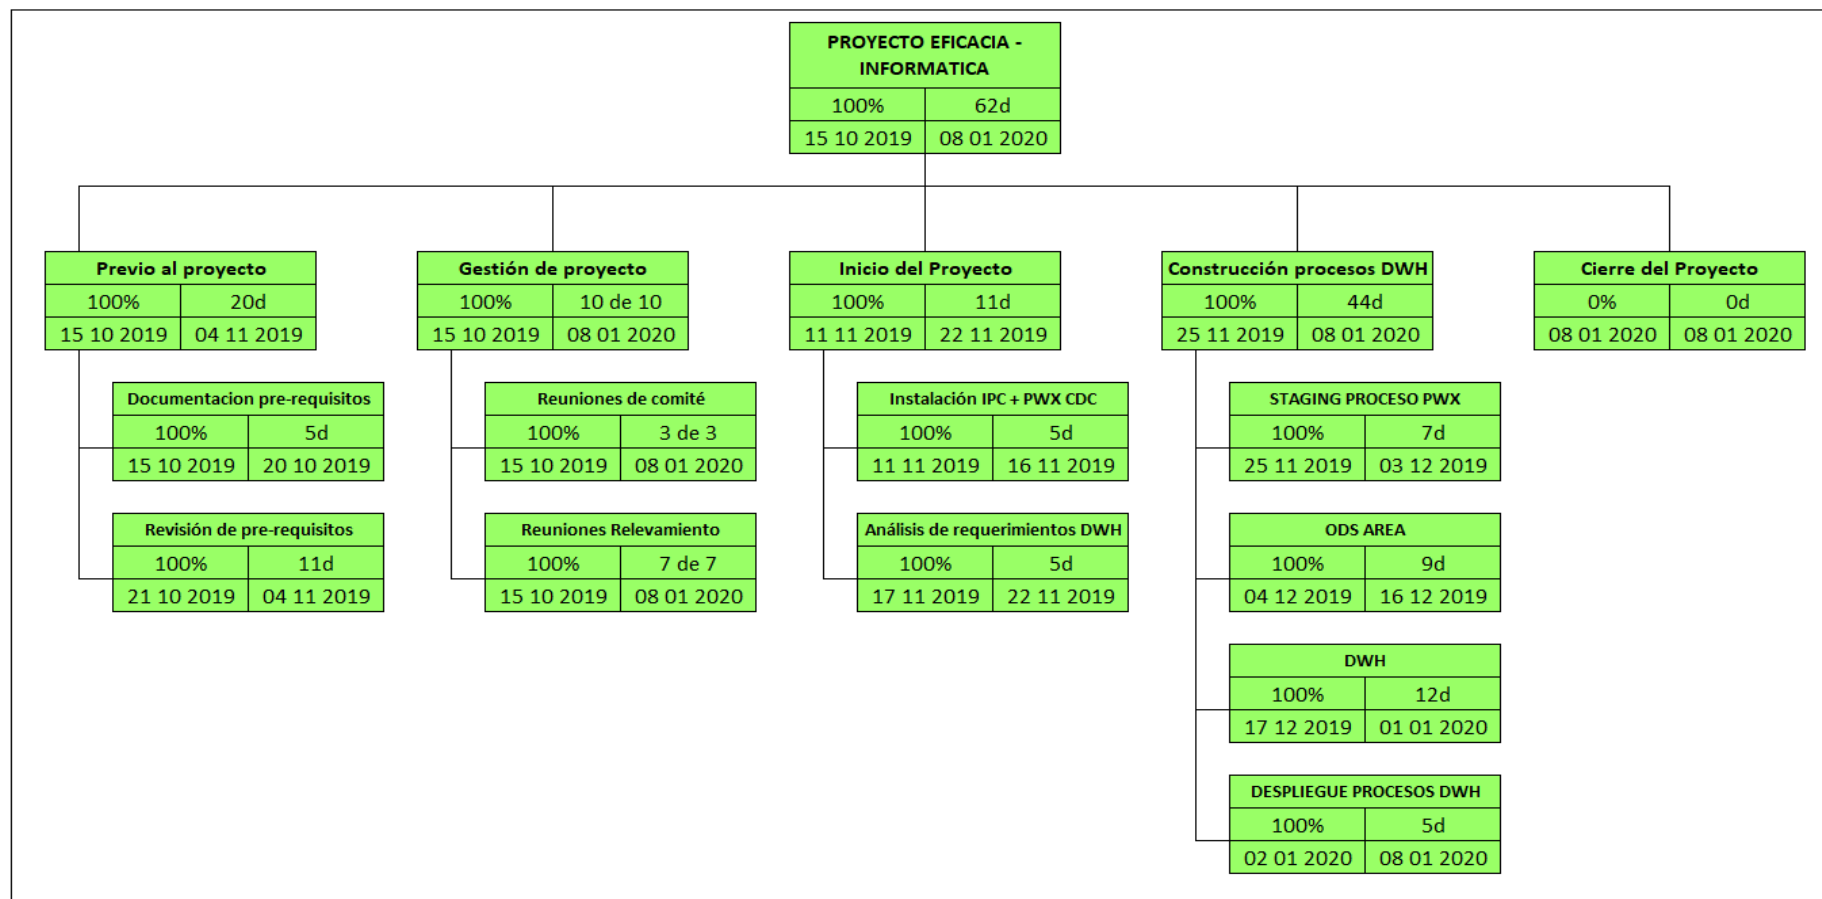 PROYECTO EFICACIA -
INFORMATICA
100% 62d
15 10 2019 08 01 2020
Previo al proyecto
100% 20d
15 10 2019 04 11 2019
Documentacion pre-requisitos
100% 5d
15 10 2019 20 10 2019
Revisión de pre-requisitos
100% 11d
21 10 2019 04 11 2019
Gestión de proyecto
100% 10 de 10
15 10 2019 08 01 2020
Reuniones de comité
100% 3 de 3
15 10 2019 08 01 2020
Reuniones Relevamiento
100% 7 de 7
15 10 2019 08 01 2020
Inicio del Proyecto
100% 11d
11 11 2019 22 11 2019
Instalación IPC + PWX CDC
100% 5d
11 11 2019 16 11 2019
Análisis de requerimientos DWH
100% 5d
17 11 2019 22 11 2019
Construcción procesos DWH
100% 44d
25 11 2019 08 01 2020
STAGING PROCESO PWX
100% 7d
25 11 2019 03 12 2019
ODS AREA
100% 9d
04 12 2019 16 12 2019
DWH
100% 12d
17 12 2019 01 01 2020
DESPLIEGUE PROCESOS DWH
100% 5d
02 01 2020 08 01 2020
Cierre del Proyecto
0% 0d
08 01 2020 08 01 2020